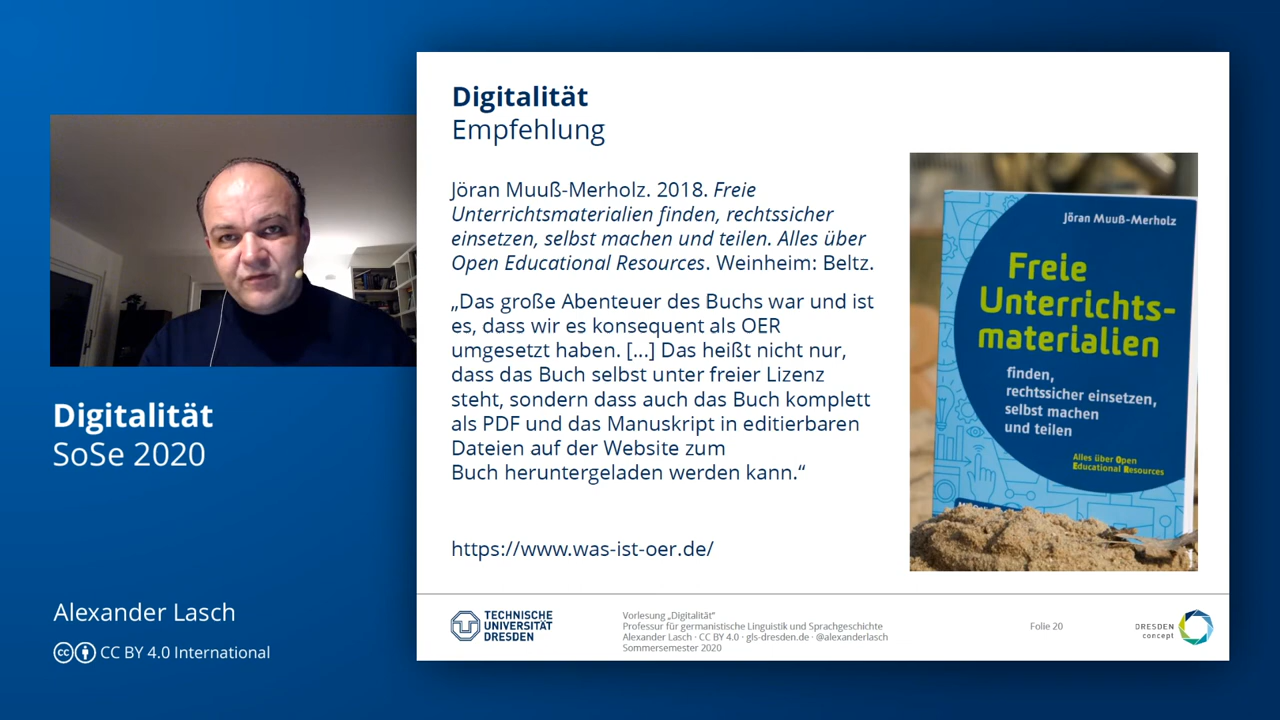 Digitalität
SoSe 2020
Alexander Lasch
CC BY 4.0 International
Digitalität
Empfehlung
Jöran Muuß-Merholz. 2018. Freie
Unterrichtsmaterialien finden, rechtssicher
einsetzen, selbst machen und teilen. Alles über
Open Educational Resources. Weinheim: Beltz.
„Das große Abenteuer des Buchs war und ist
es, dass wir es konsequent als OER
umgesetzt haben. [...] Das heißt nicht nur,
dass das Buch selbst unter freier Lizenz
steht, sondern dass auch das Buch komplett
als PDF und das Manuskript in editierbaren
Dateien auf der Website zum
Buch heruntergeladen werden kann.“
https://www.was-ist-oer.de/
Jöran Muuß-Merholz
Freie
Unterrichts-
materialien
finden,
rechtssicher einsetzen,
selbst machen
und teilen
Alles über Open
Educational Resources
TECHNISCHE
UNIVERSITÄT
DRESDEN
Vorlesung „Digitalität“
Professur für germanistische Linguistik und Sprachgeschichte
Alexander Lasch · CC BY 4.0 · gls-dresden.de · @alexanderlasch
Sommersemester 2020
Folie 20
DRESDEN
concept